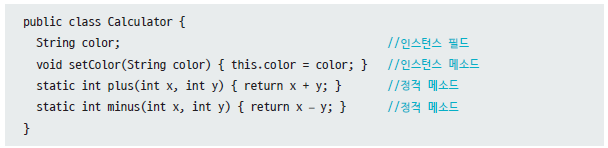 public class Calculator {
String color; //인스턴스 필드
void setColor(String color) { this.color = color; } //인스턴스 메소드
static int plus(int x, int y) { return x + y; } //정적 메소드
static int minus(int x, int y) { return x – y; } //정적 메소드
}